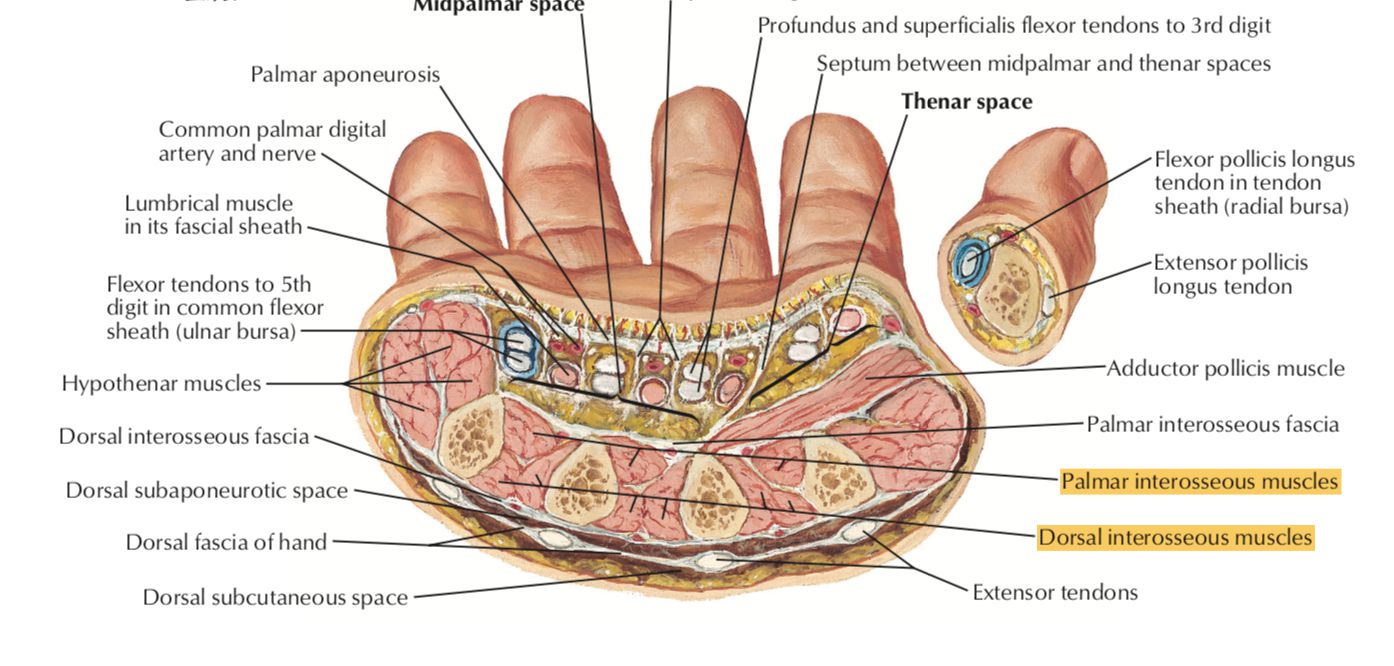 Midpalmar space
Profundus and superficialis flexor tendons to 3rd digit
Septum between midpalmar and thenar spaces
Palmar aponeurosis
Thenar space
Common palmar digital
artery and nerve
Flexor pollicis longus
tendon in tendon
sheath (radial bursa)
Lumbrical muscle
in its fascial sheath
Extensor pollicis
longus tendon
Flexor tendons to 5th
digit in common flexor
sheath (ulnar bursa)
Adductor pollicis muscle
Hypothenar muscles
Palmar interosseous fascia
Dorsal interosseous fascia
Palmar interosseous muscles
Dorsal subaponeurotic space
Dorsal interosseous muscles
Dorsal fascia of hand
Extensor tendons
Dorsal subcutaneous space